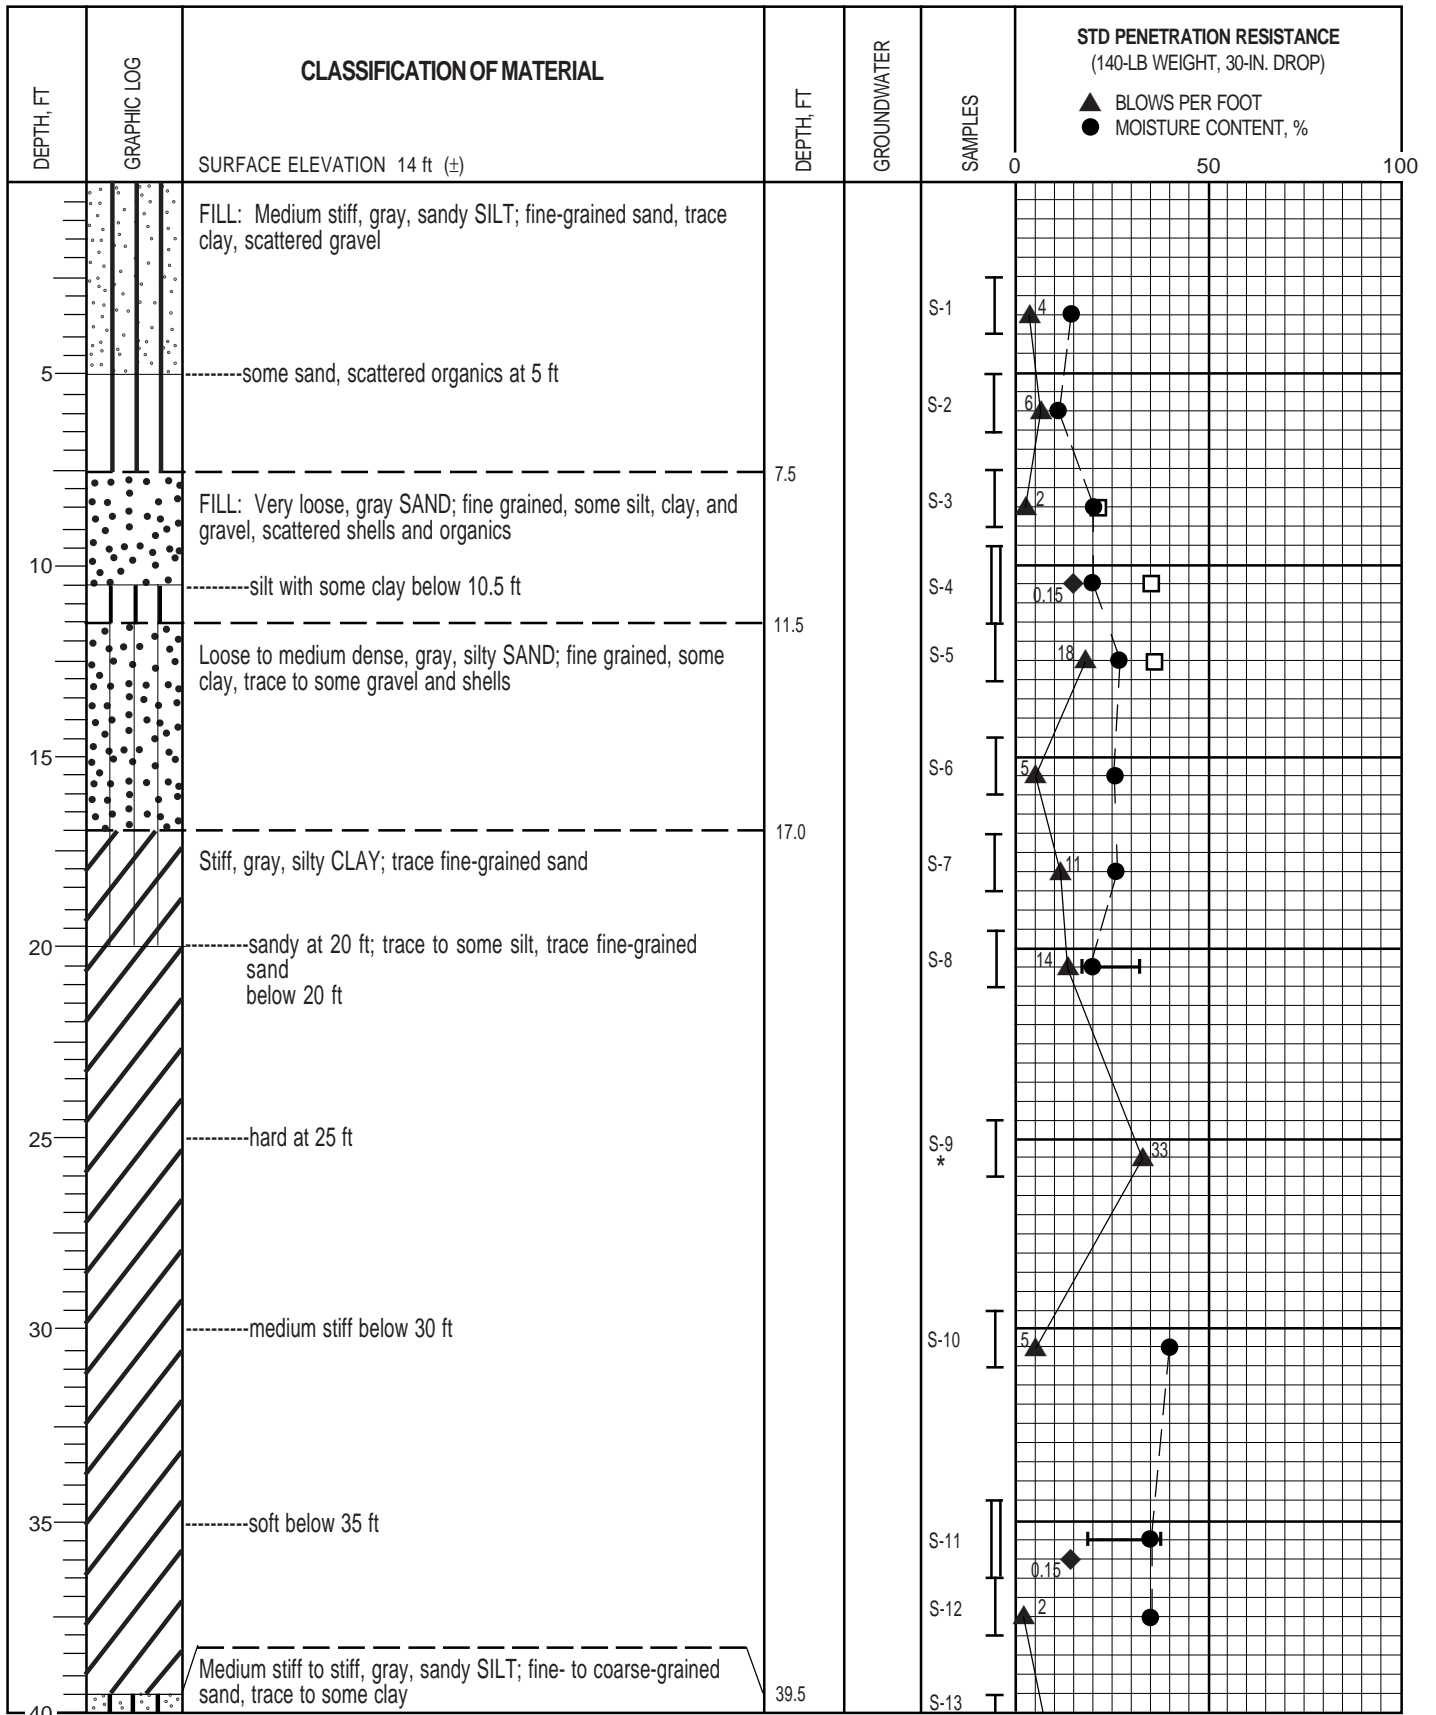 DEPTH, FT
GRAPHIC LOG
CLASSIFICATION OF MATERIAL
SURFACE ELEVATION 14 ft (±)
DEPTH, FT
GROUNDWATER
SAMPLES
STD PENETRATION RESISTANCE
(140-LB WEIGHT, 30-IN. DROP)
BLOWS PER FOOT
MOISTURE CONTENT, %
0 50 100
FILL: Medium stiff, gray, sandy SILT; fine-grained sand, trace
clay, scattered gravel
S-1 4
5 --------some sand, scattered organics at 5 ft
S-2 6
7.5
FILL: Very loose, gray SAND; fine grained, some silt, clay, and
gravel, scattered shells and organics
S-3 2
10
---------silt with some clay below 10.5 ft
S-4 0.15
11.5
Loose to medium dense, gray, silty SAND; fine grained, some
clay, trace to some gravel and shells
S-5 18
15
S-6 5
17.0
Stiff, gray, silty CLAY; trace fine-grained sand
S-7 11
20 ---------sandy at 20 ft; trace to some silt, trace fine-grained
sand
below 20 ft
S-8 14
25 ---------hard at 25 ft
S-9 33
*
30 ---------medium stiff below 30 ft
S-10 5
35 ---------soft below 35 ft
S-11 0.15
S-12 2
Medium stiff to stiff, gray, sandy SILT; fine- to coarse-grained
sand, trace to some clay
39.5
S-13
40